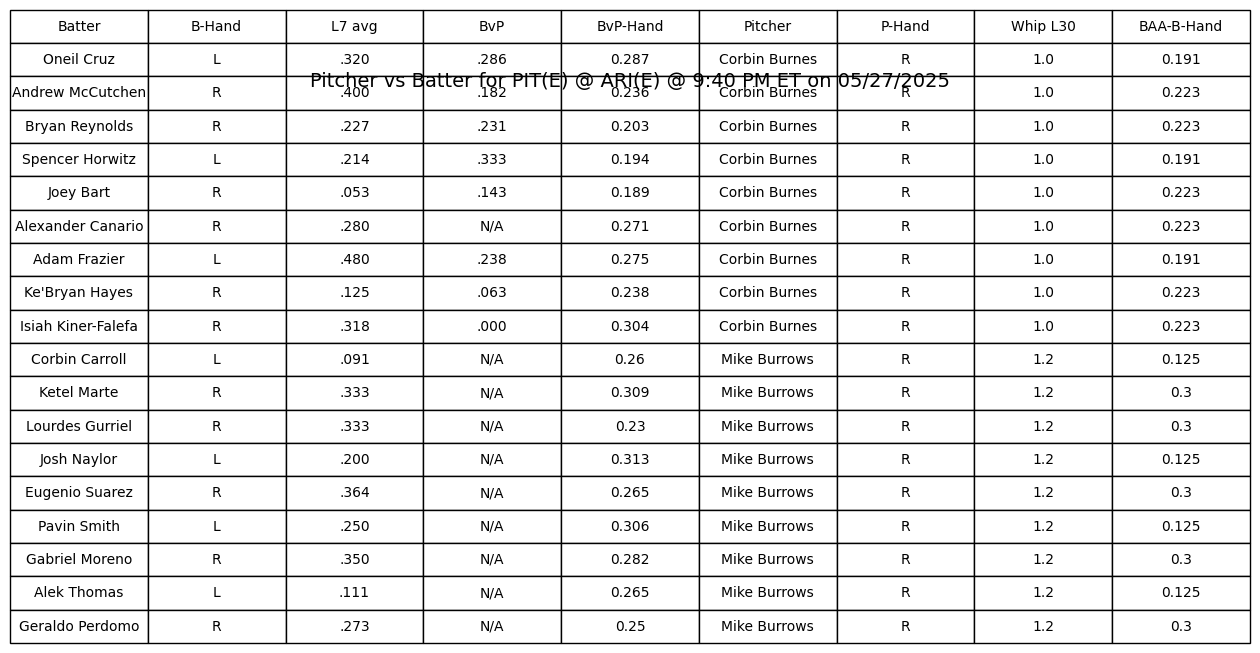 Batter B-Hand L7 avg BvP BvP-Hand Pitcher P-Hand Whip L30 BAA-B-Hand
Oneil Cruz L .320 .286 0.287 Corbin Burnes R 1.0 0.191
Pitcher vs Batter for PIT(E) @ ARI(E) @ 9:40 PM ET on 05/27/2025
Andrew McCutchen R .400 .182 0.236 Corbin Burnes R 1.0 0.223
Bryan Reynolds R .227 .231 0.203 Corbin Burnes R 1.0 0.223
Spencer Horwitz L .214 .333 0.194 Corbin Burnes R 1.0 0.191
Joey Bart R .053 .143 0.189 Corbin Burnes R 1.0 0.223
Alexander Canario R .280 N/A 0.271 Corbin Burnes R 1.0 0.223
Adam Frazier L .480 .238 0.275 Corbin Burnes R 1.0 0.191
Ke'Bryan Hayes R .125 .063 0.238 Corbin Burnes R 1.0 0.223
Isiah Kiner-Falefa R .318 .000 0.304 Corbin Burnes R 1.0 0.223
Corbin Carroll L .091 N/A 0.26 Mike Burrows R 1.2 0.125
Ketel Marte R .333 N/A 0.309 Mike Burrows R 1.2 0.3
Lourdes Gurriel R .333 N/A 0.23 Mike Burrows R 1.2 0.3
Josh Naylor L .200 N/A 0.313 Mike Burrows R 1.2 0.125
Eugenio Suarez R .364 N/A 0.265 Mike Burrows R 1.2 0.3
Pavin Smith L .250 N/A 0.306 Mike Burrows R 1.2 0.125
Gabriel Moreno R .350 N/A 0.282 Mike Burrows R 1.2 0.3
Alek Thomas L .111 N/A 0.265 Mike Burrows R 1.2 0.125
Geraldo Perdomo R .273 N/A 0.25 Mike Burrows R 1.2 0.3